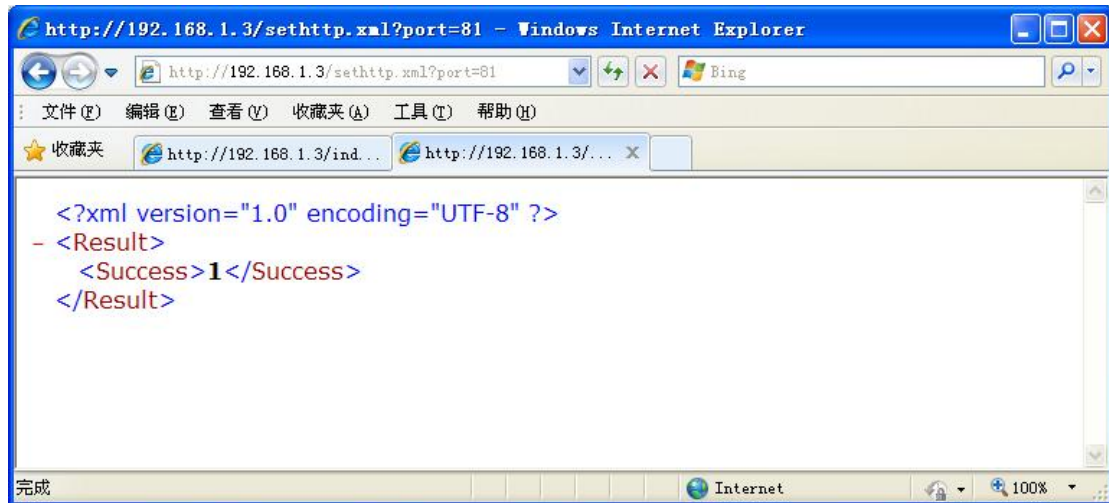 http://192.168.1.3/sethttp.xml?port=81 - Windows Internet Explorer
http://192.168.1.3/sethttp.xml?port=81 Bing
文件(F) 编辑(E) 查看(V) 收藏夹(A) 工具(T) 帮助(H)
收藏夹 http://192.168.1.3/ind... http://192.168.1.3/... X
<?xml version="1.0" encoding="UTF-8" ?>
- <Result>
<Success>1</Success>
</Result>
完成 Internet 100%